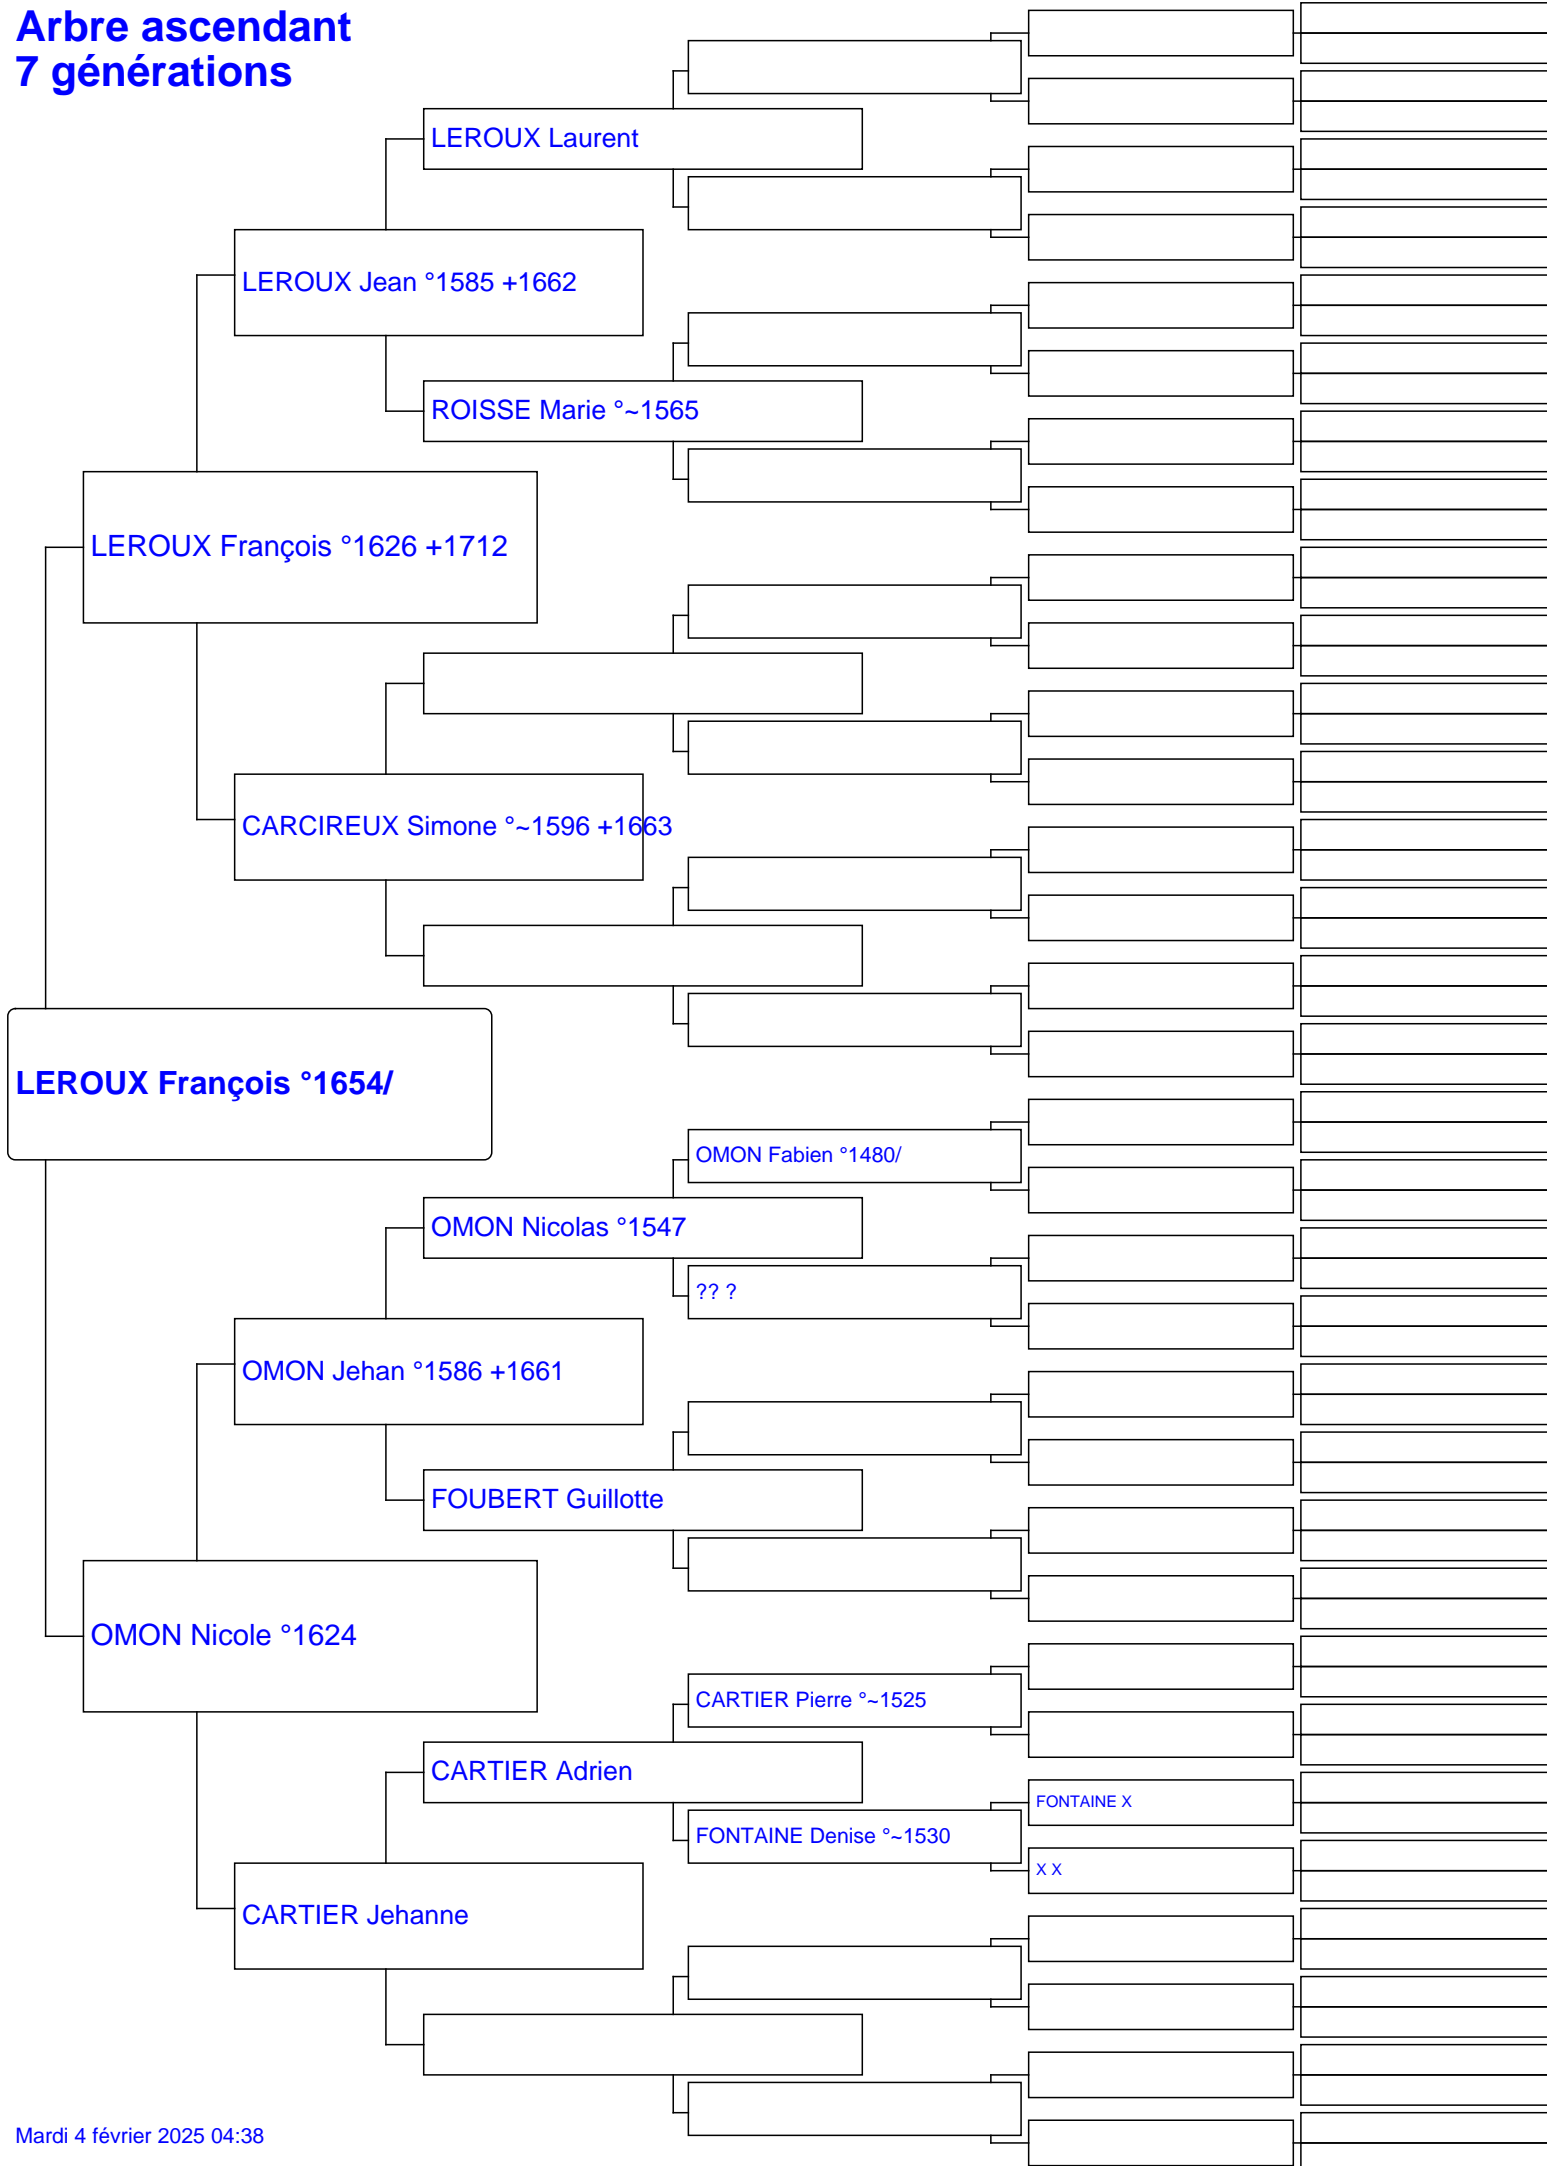 Arbre ascendant
7 générations
LEROUX Laurent
LEROUX Jean °1585 +1662
ROISSE Marie °~1565
LEROUX François °1626 +1712
CARCIREUX Simone °~1596 +1663
LEROUX François °1654/
OMON Fabien °1480/
OMON Nicolas °1547
?? ?
OMON Jehan °1586 +1661
FOUBERT Guillotte
OMON Nicole °1624
CARTIER Pierre °~1525
CARTIER Adrien
FONTAINE X
FONTAINE Denise °~1530
X X
CARTIER Jehanne
Mardi 4 février 2025 04:38